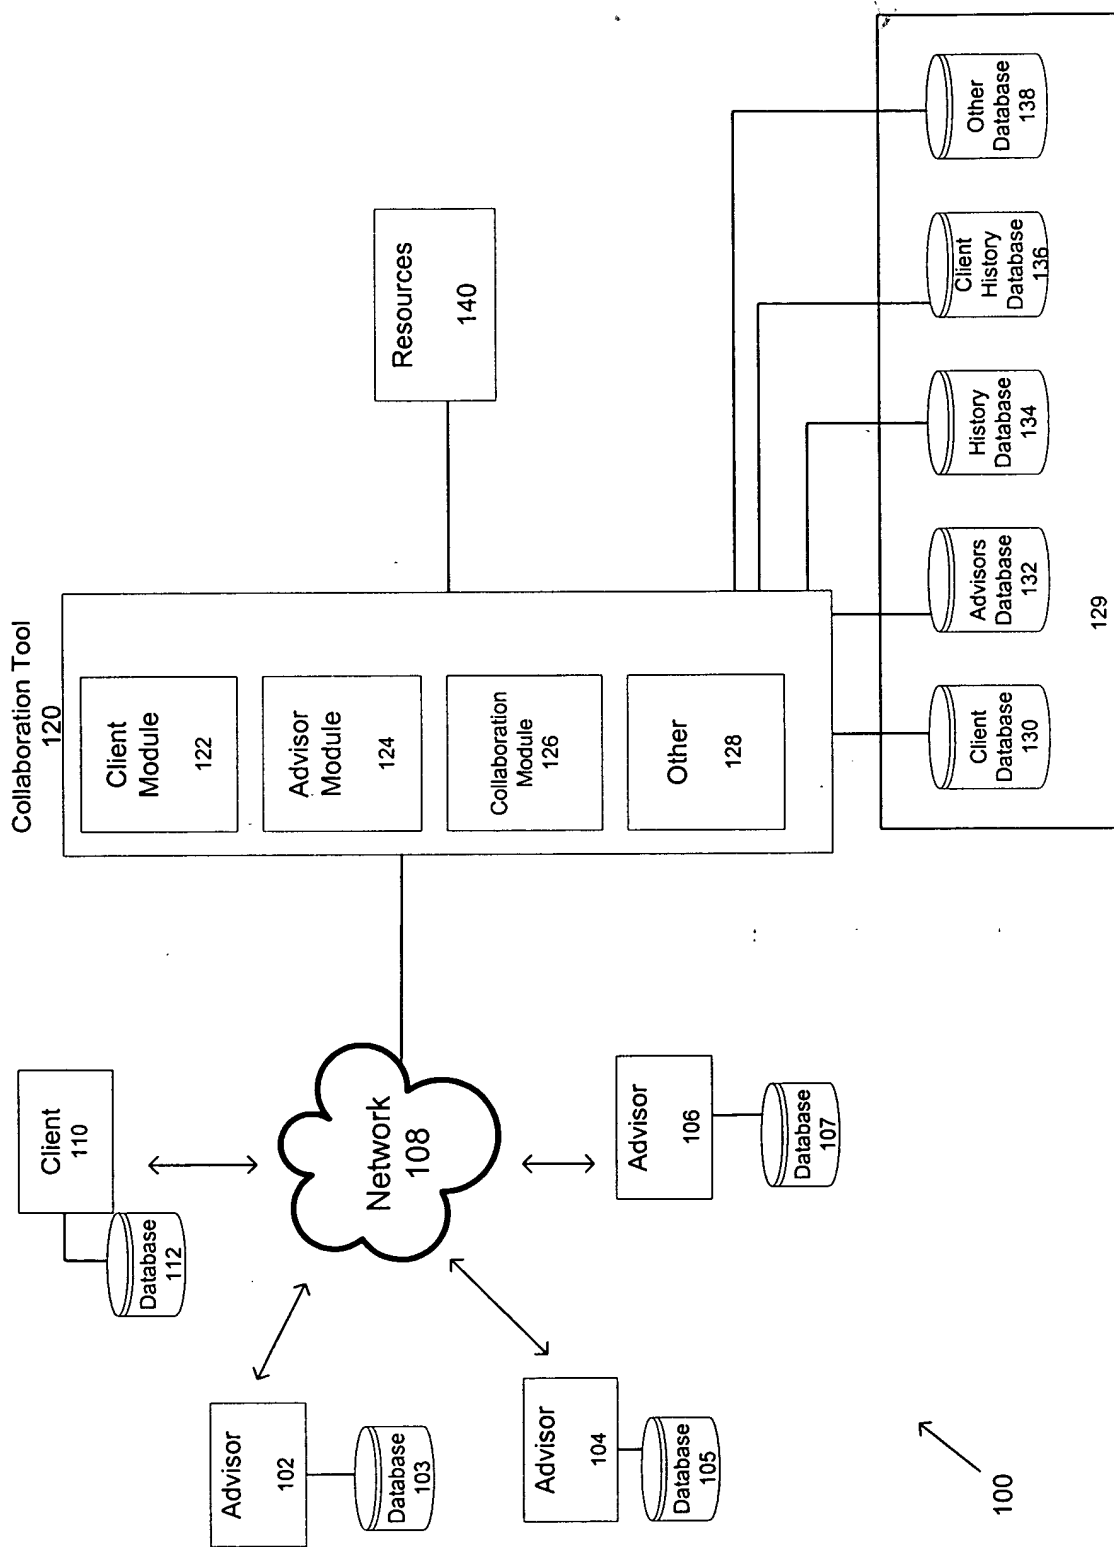 Collaboration Tool
120
Client
110
Database
112
Client
Module
122
Advisor
102
Database
103
Network
108
Advisor
Module
124
Resources
140
Collaboration
Module
126
Advisor
104
Database
105
Advisor
106
Database
107
Other
128
Client
Database
130
Advisors
Database
132
History
Database
134
Client
History
Database
136
Other
Database
138
100
129